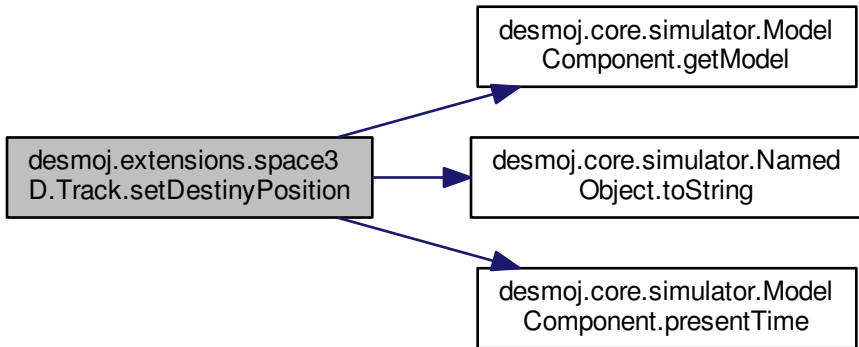 desmoj.core.simulator.Model
Component.getModel
desmoj.extensions.space3
D.Track.setDestinyPosition
desmoj.core.simulator.Named
Object.toString
desmoj.core.simulator.Model
Component.presentTime